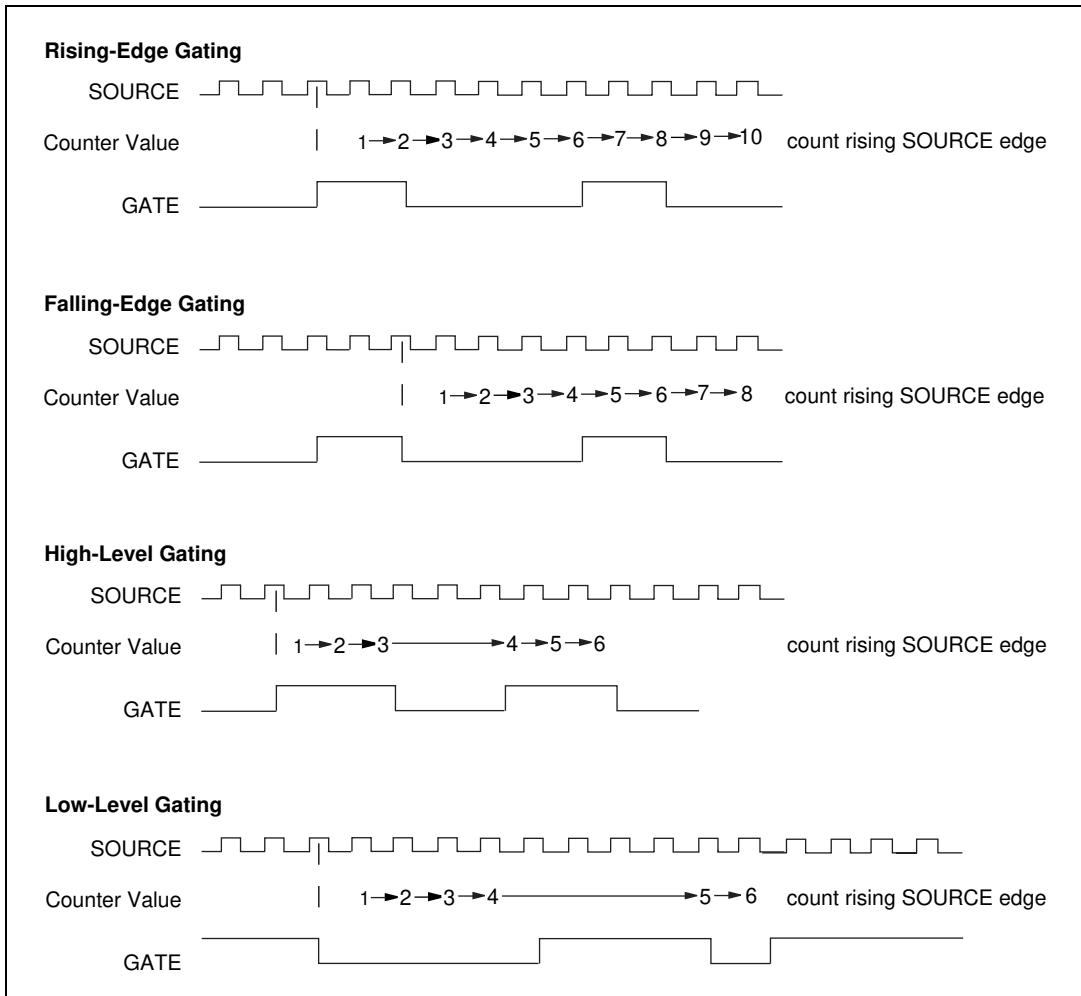 Rising-Edge Gating
SOURCE
Counter Value 1 → 2 → 3 → 4 → 5 → 6 → 7 → 8 → 9 → 10 count rising SOURCE edge
GATE
Falling-Edge Gating
SOURCE
Counter Value 1 → 2 → 3 → 4 → 5 → 6 → 7 → 8 count rising SOURCE edge
GATE
High-Level Gating
SOURCE
Counter Value 1 → 2 → 3 → 4 → 5 → 6 count rising SOURCE edge
GATE
Low-Level Gating
SOURCE
Counter Value 1 → 2 → 3 → 4 → 5 → 6 count rising SOURCE edge
GATE